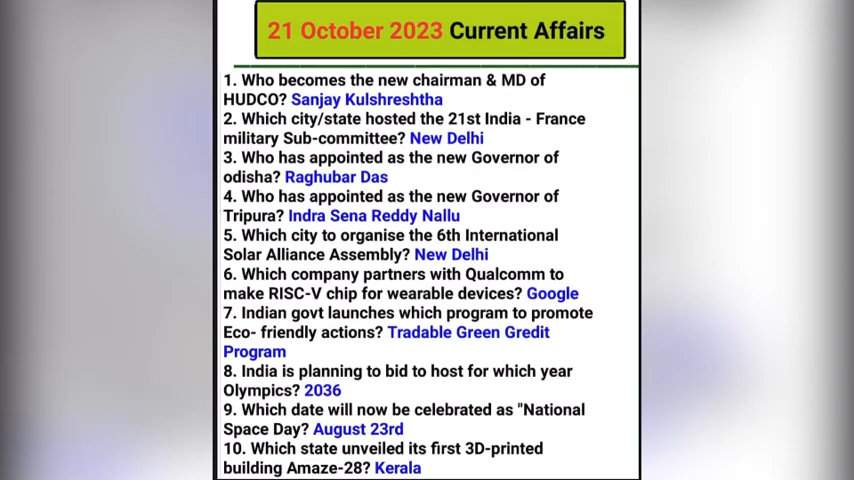 21 October 2023 Current Affairs
1. Who becomes the new chairman & MD of
HUDCO? Sanjay Kulshreshtha
2. Which city/state hosted the 21st India - France
military Sub-committee? New Delhi
3. Who has appointed as the new Governor of
odisha? Raghubar Das
4. Who has appointed as the new Governor of
Tripura? Indra Sena Reddy Nallu
5. Which city to organise the 6th International
Solar Alliance Assembly? New Delhi
6. Which company partners with Qualcomm to
make RISC-V chip for wearable devices? Google
7. Indian govt launches which program to promote
Eco- friendly actions? Tradable Green Gredit
Program
8. India is planning to bid to host for which year
Olympics? 2036
9. Which date will now be celebrated as "National
Space Day? August 23rd
10. Which state unveiled its first 3D-printed
building Amaze-28? Kerala